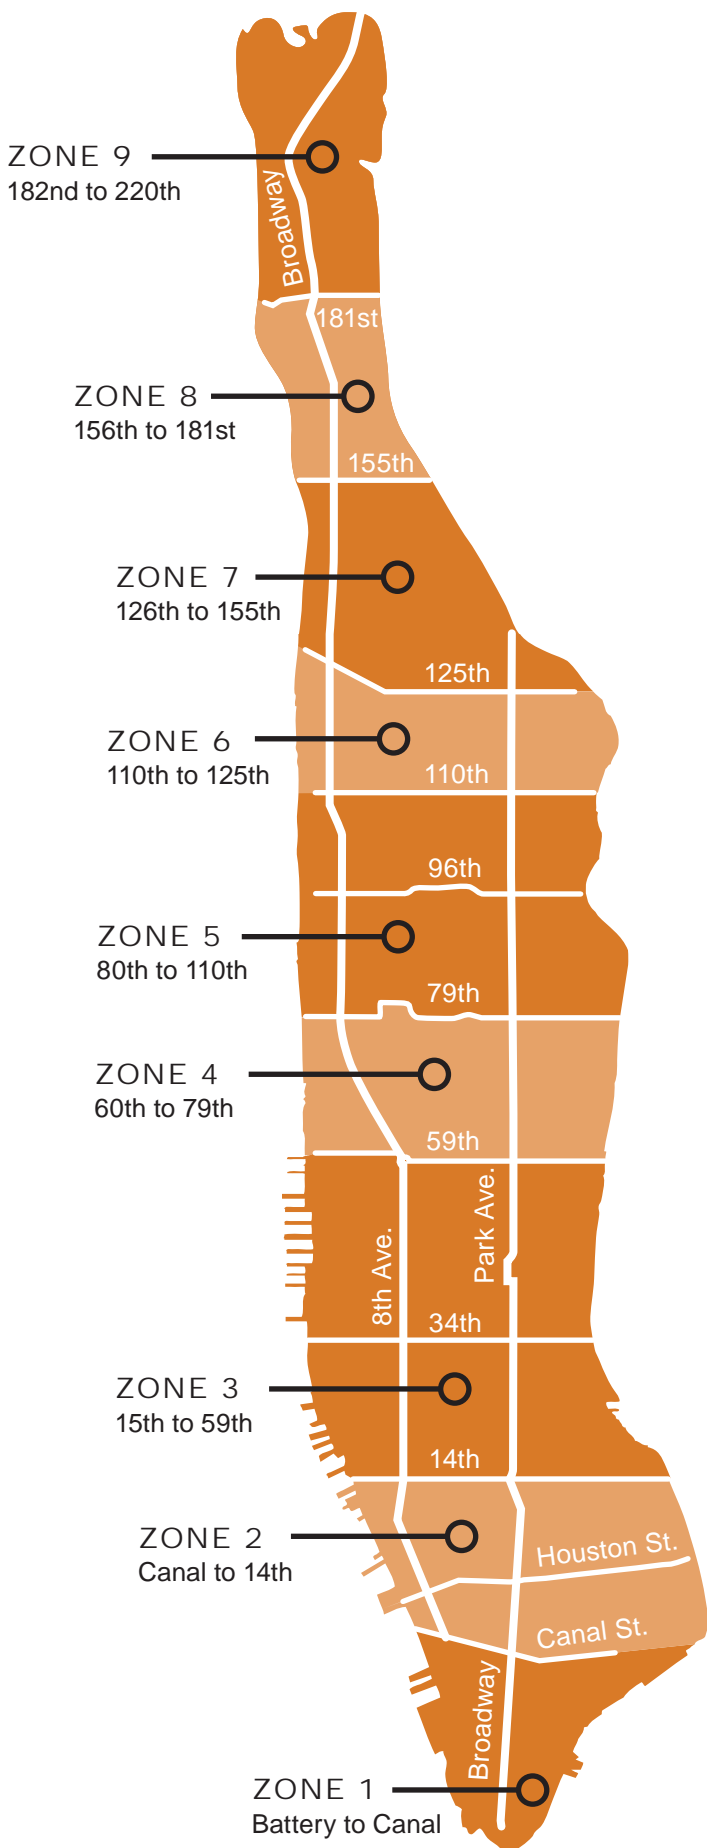 ZONE 9
182nd to 220th
Broadway
181st
ZONE 8
156th to 181st
155th
ZONE 7
126th to 155th
125th
ZONE 6
110th to 125th
110th
96th
ZONE 5
80th to 110th
79th
ZONE 4
60th to 79th
59th
Park Ave.
8th Ave.
34th
ZONE 3
15th to 59th
14th
ZONE 2
Canal to 14th
Houston St.
Canal St.
Broadway
ZONE 1
Battery to Canal